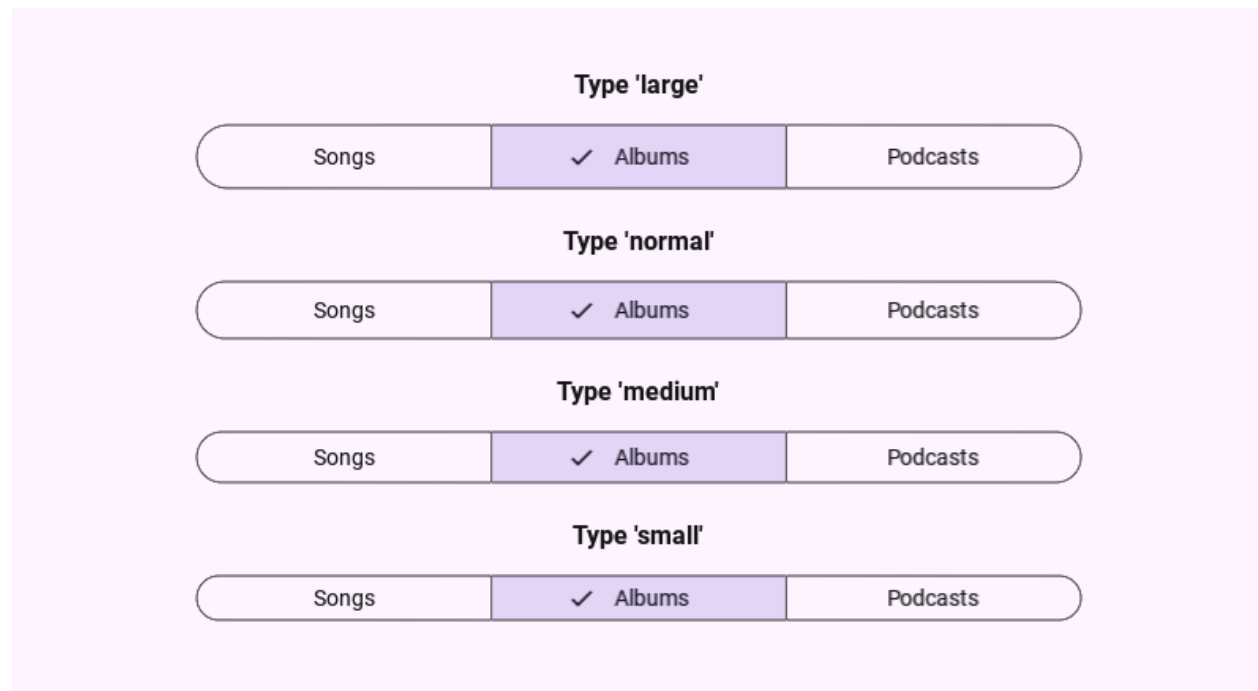 Type 'large'
Songs Albums Podcasts
Type 'normal'
Songs Albums Podcasts
Type 'medium'
Songs Albums Podcasts
Type 'small'
Songs Albums Podcasts